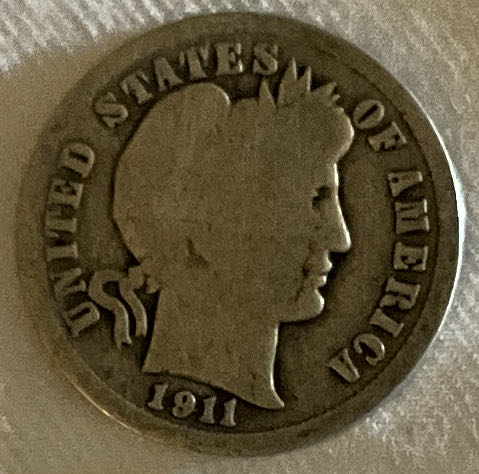 UNITED STATES OF AMERICA
1911